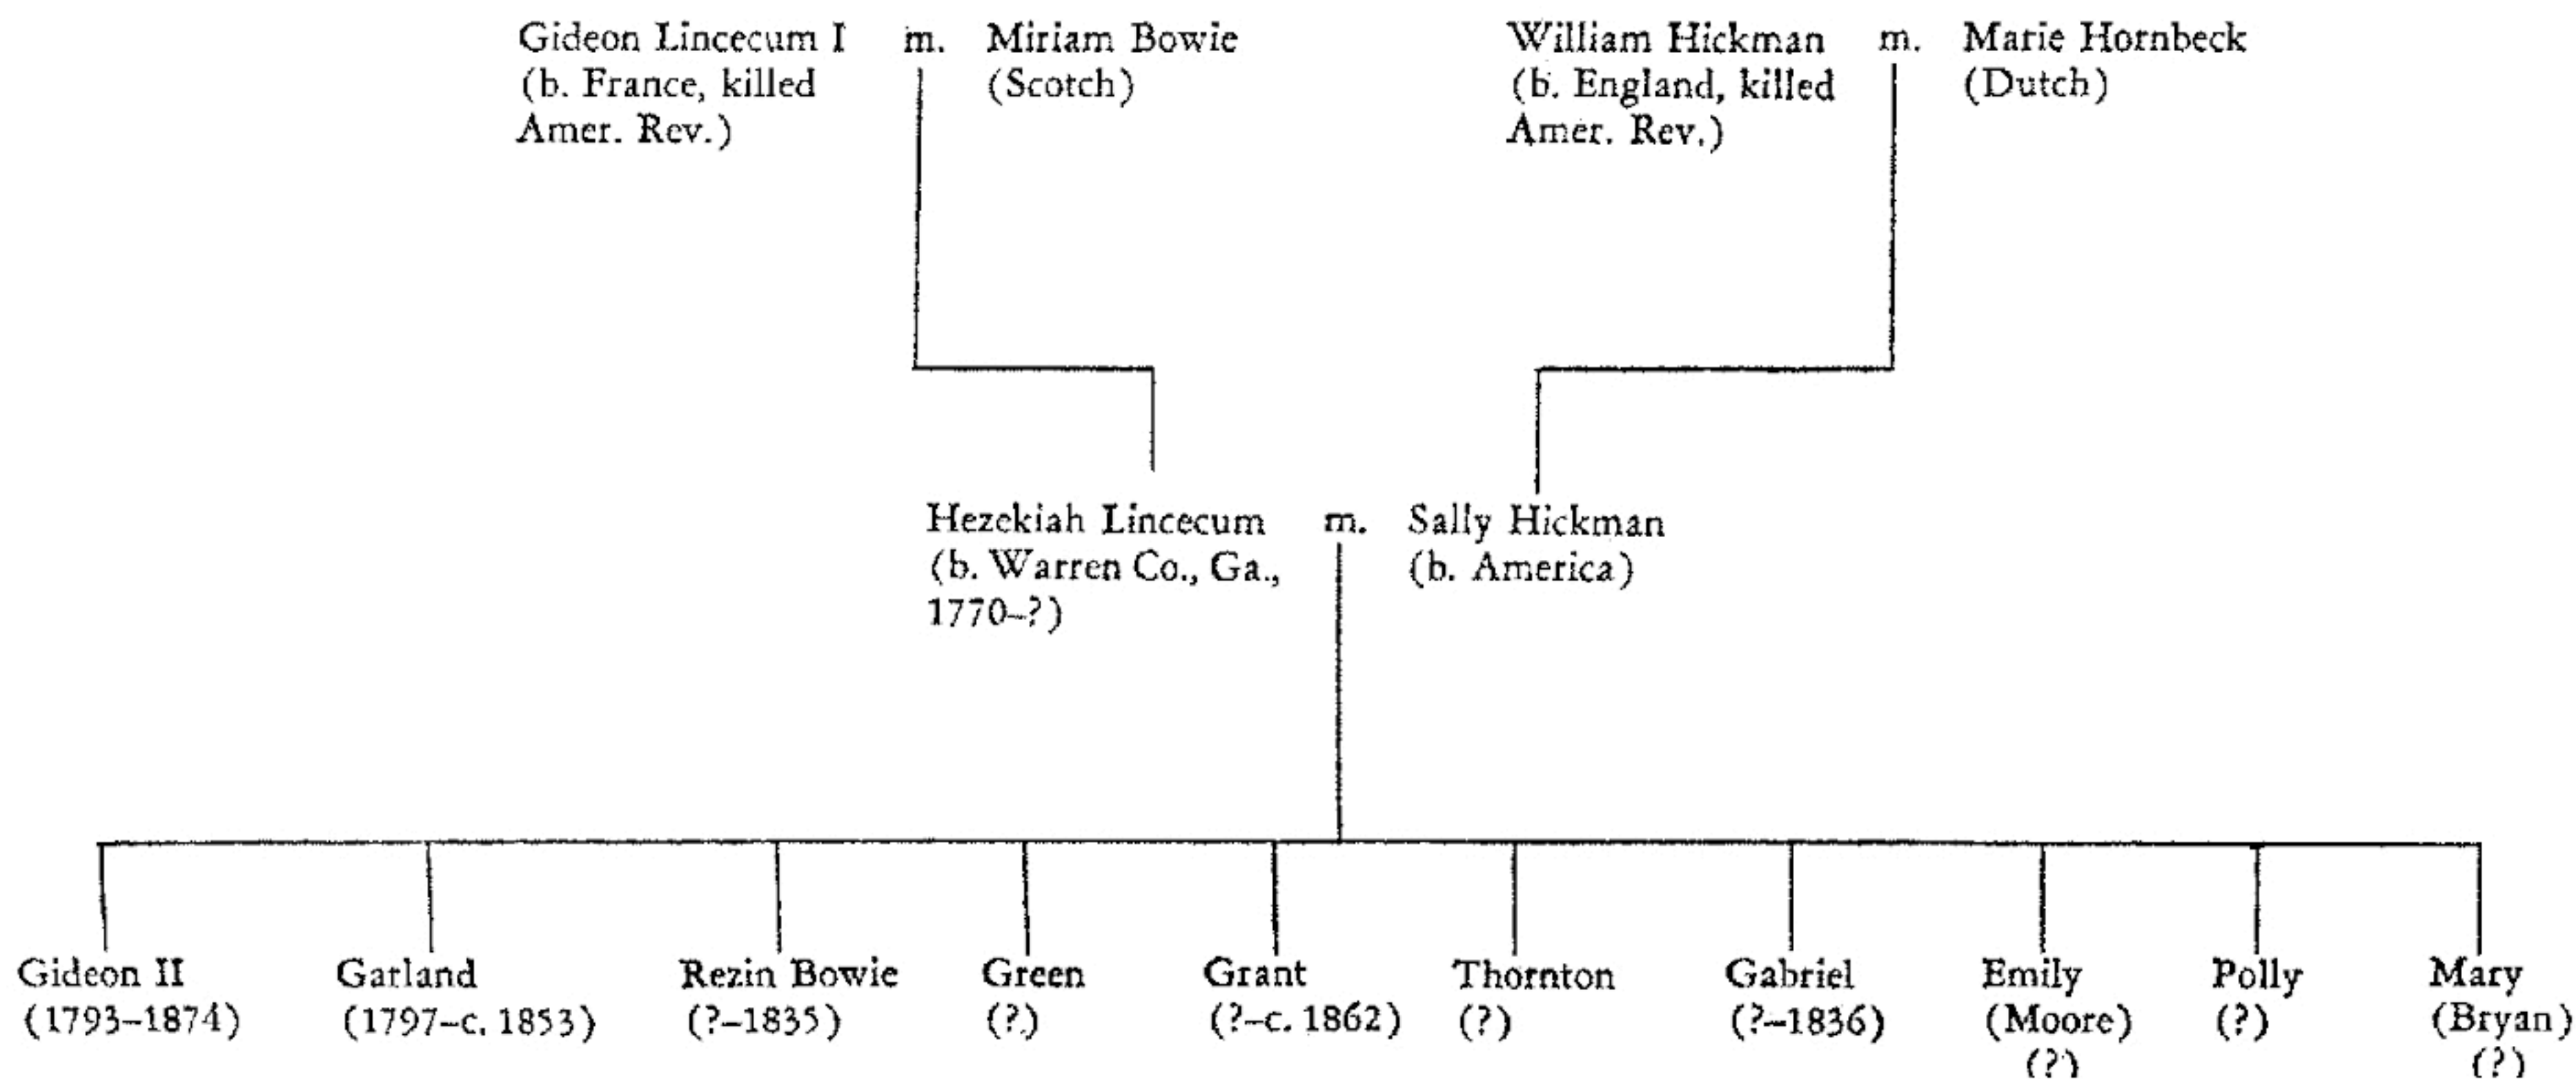 Gideon Lincecum I m. Miriam Bowie
(b. France, killed
Amer. Rev.)
(Scotch)
William Hickman m. Marie Hornbeck
(b. England, killed
Amer. Rev.)
(Dutch)
Hezekiah Lincecum m. Sally Hickman
(b. Warren Co., Ga.,
1770–?)
(b. America)
Gideon II
(1793–1874)
Garland
(1797–c. 1853)
Rezin Bowie
(?–1835)
Green
(?)
Grant
(?–c. 1862)
Thornton
(?)
Gabriel
(?–1836)
Emily
(Moore)
(?)
Polly
(?)
Mary
(Bryan)
(?)